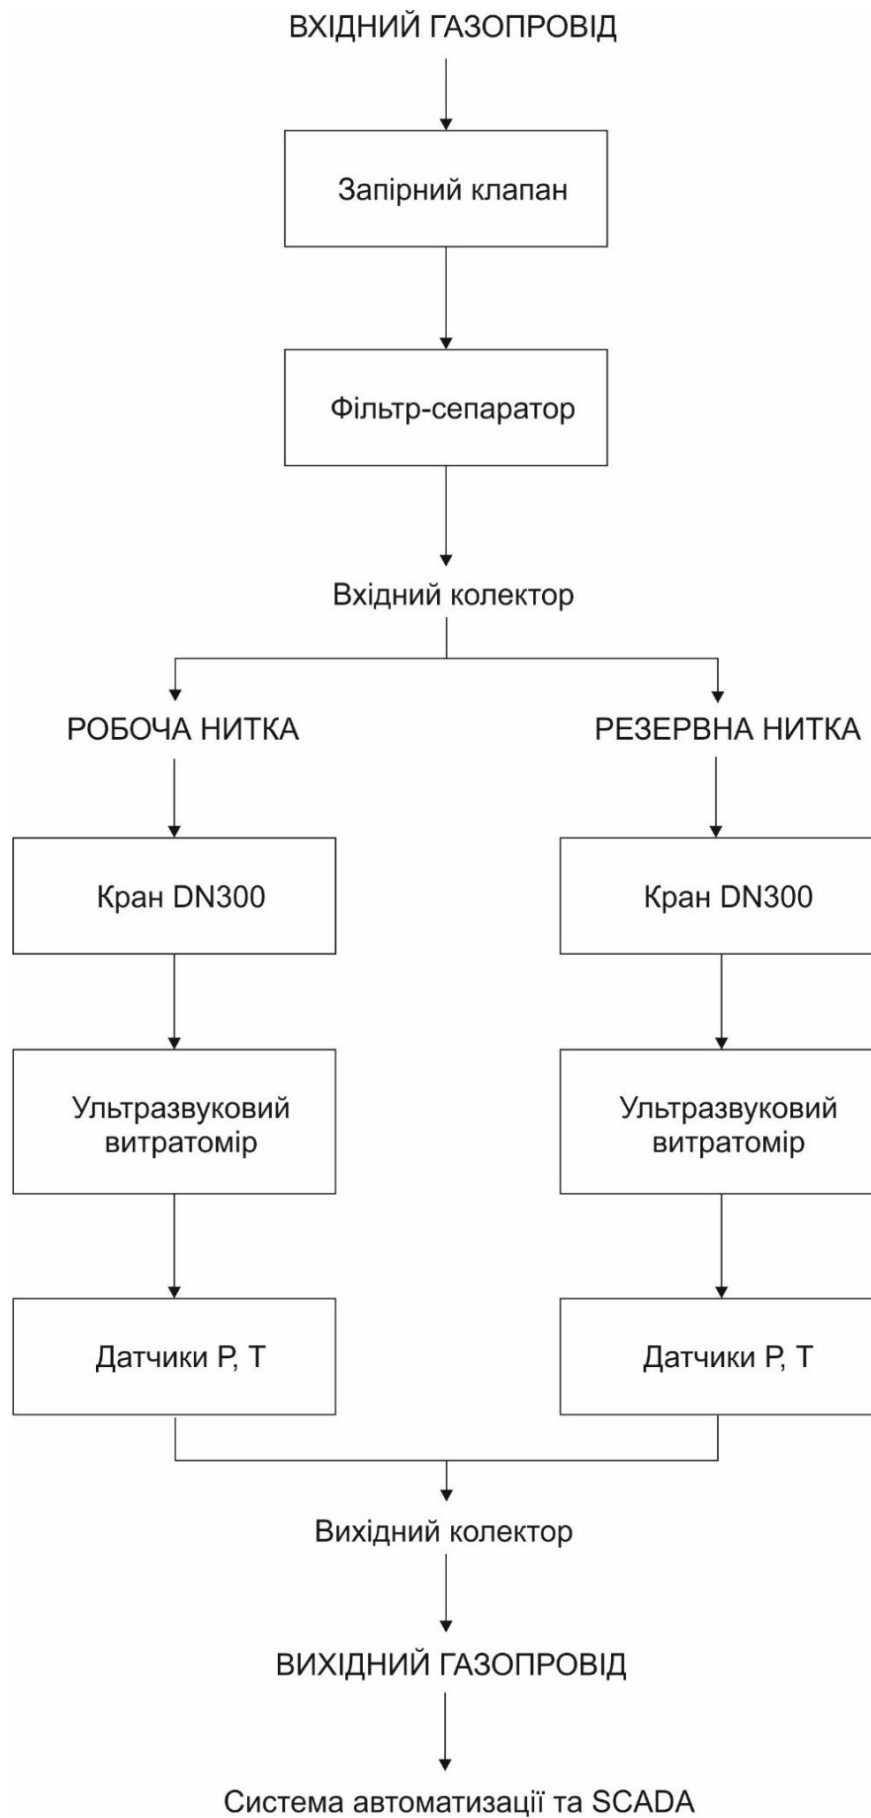 ВХІДНИЙ ГАЗОПРОВІД
Запірний клапан
Фільтр-сепаратор
Вхідний колектор
РОБОЧА НИТКА
РЕЗЕРВНА НИТКА
Кран DN300
Кран DN300
Ультразвуковий
витратомір
Ультразвуковий
витратомір
Датчики P, T
Датчики P, T
Вихідний колектор
ВИХІДНИЙ ГАЗОПРОВІД
Система автоматизації та SCADA